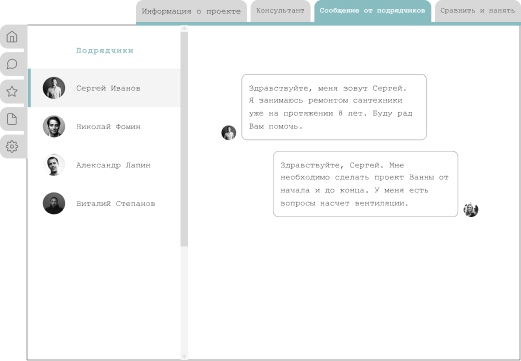 Информация о проекте
Консультант
Сообщение от подрядчиков
Сравнить и нанять
Подрядчики
Сергей Иванов
Николай Фомин
Александр Лапин
Виталий Степанов
Здравствуйте, меня зовут Сергей.
Я занимаюсь ремонтом сантехники
уже на протяжении 8 лет. Буду рад
Вам помочь.
Здравствуйте, Сергей. Мне
необходимо сделать проект Ванны от
начала и до конца. У меня есть
вопросы насчет вентиляции.